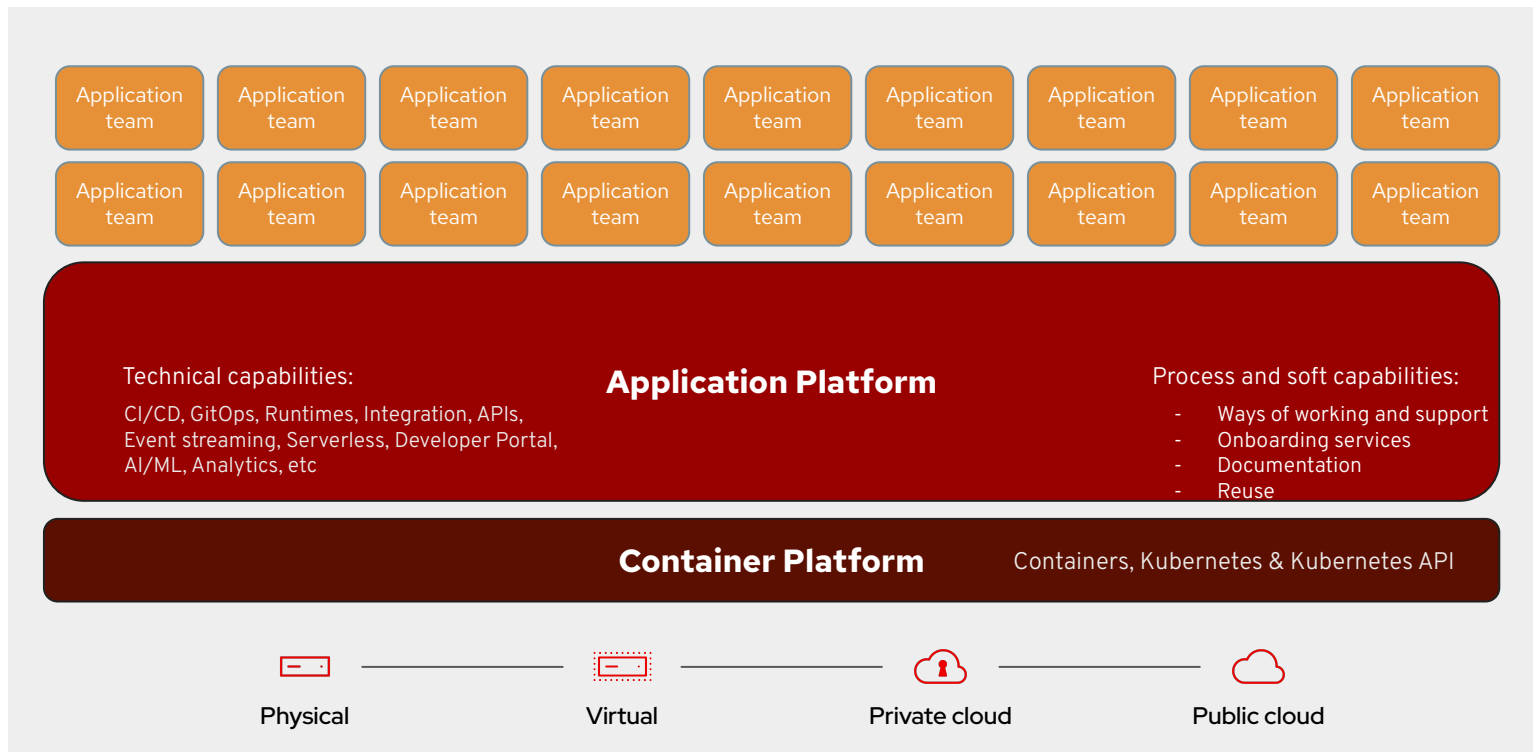 Application Application Application Application Application Application Application Application Application
team team team team team team team team team
Application Application Application Application Application Application Application Application Application
team team team team team team team team team
Technical capabilities:
CI/CD, GitOps, Runtimes, Integration, APIs,
Event streaming, Serverless, Developer Portal,
AI/ML, Analytics, etc
Application Platform
Process and soft capabilities:
- Ways of working and support
- Onboarding services
- Documentation
- Reuse
Container Platform
Containers, Kubernetes & Kubernetes API
Physical
Virtual
Private cloud
Public cloud